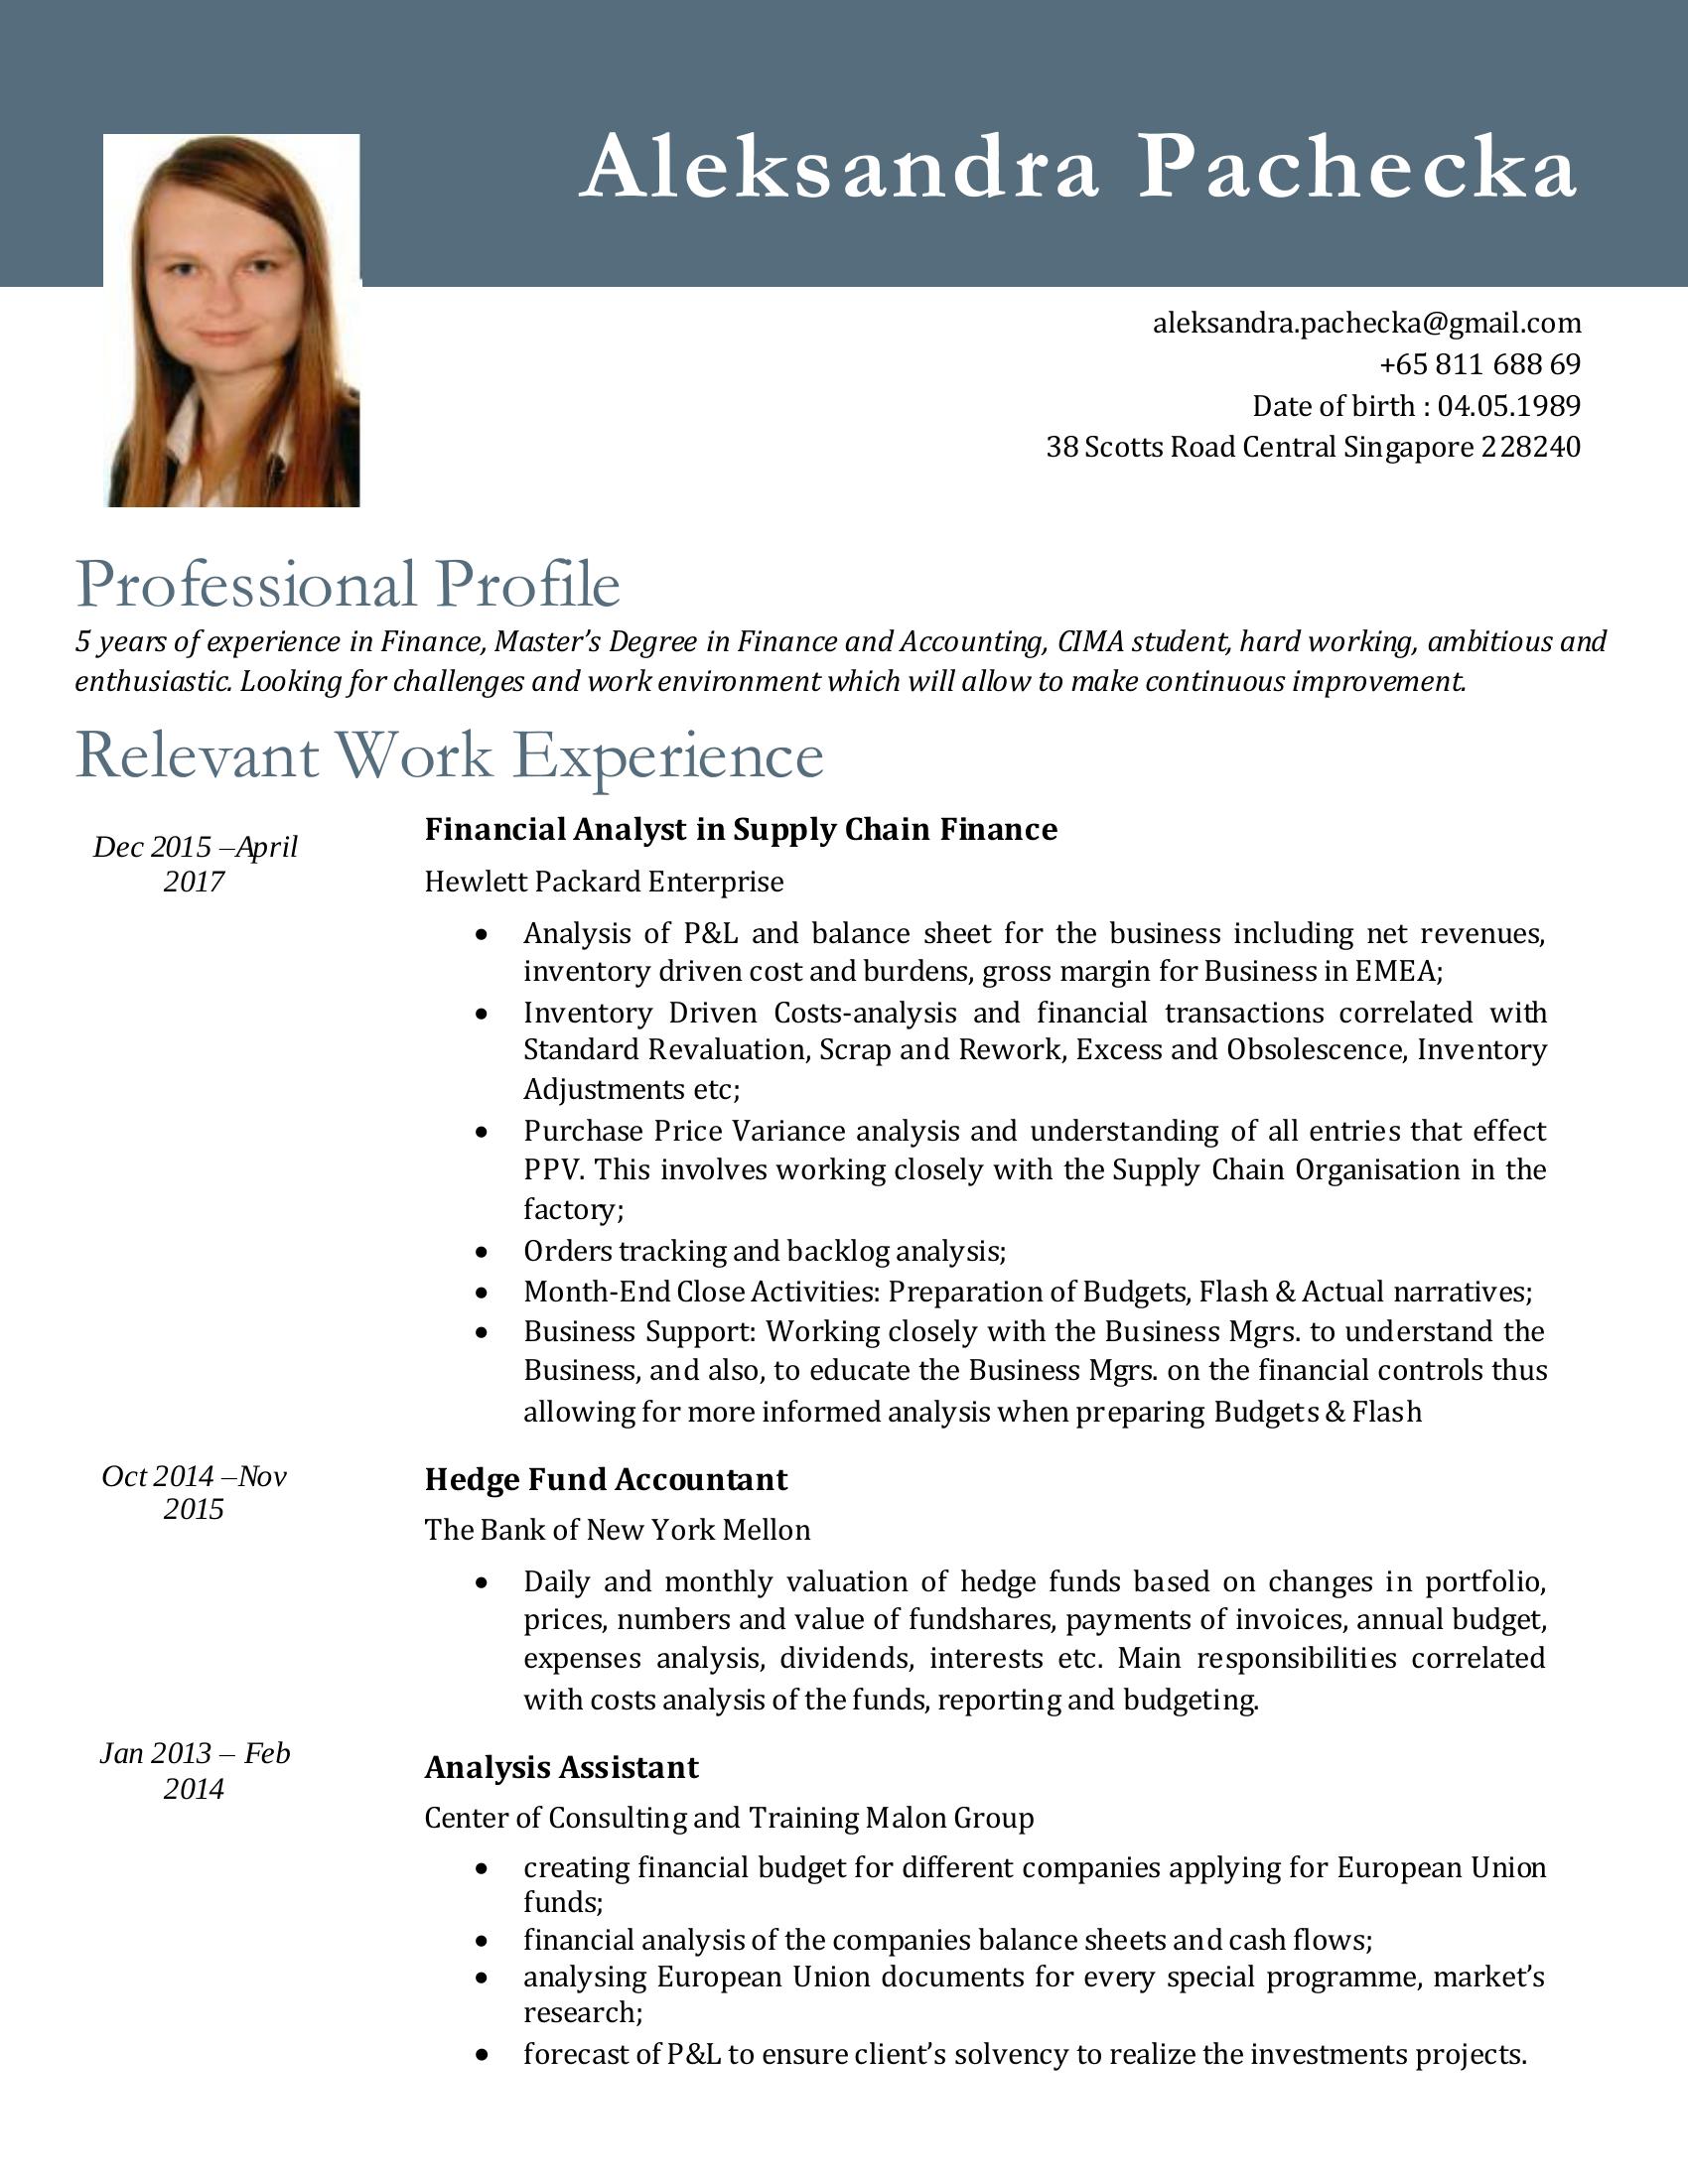 Aleksandra Pachecka
aleksandra.pachecka@gmail.com
+65 811 688 69
Date of birth : 04.05.1989
38 Scotts Road Central Singapore 228240
Professional Profile
5 years of experience in Finance, Master’s Degree in Finance and Accounting, CIMA student, hard working, ambitious and
enthusiastic. Looking for challenges and work environment which will allow to make continuous improvement.
Relevant Work Experience
Dec 2015 –April
2017
Financial Analyst in Supply Chain Finance
Hewlett Packard Enterprise
• Analysis of P&L and balance sheet for the business including net revenues,
inventory driven cost and burdens, gross margin for Business in EMEA;
• Inventory Driven Costs-analysis and financial transactions correlated with
Standard Revaluation, Scrap and Rework, Excess and Obsolescence, Inventory
Adjustments etc;
• Purchase Price Variance analysis and understanding of all entries that effect
PPV. This involves working closely with the Supply Chain Organisation in the
factory;
• Orders tracking and backlog analysis;
• Month-End Close Activities: Preparation of Budgets, Flash & Actual narratives;
• Business Support: Working closely with the Business Mgrs. to understand the
Business, and also, to educate the Business Mgrs. on the financial controls thus
allowing for more informed analysis when preparing Budgets & Flash
Oct 2014 –Nov
2015
Hedge Fund Accountant
The Bank of New York Mellon
• Daily and monthly valuation of hedge funds based on changes in portfolio,
prices, numbers and value of fundshares, payments of invoices, annual budget,
expenses analysis, dividends, interests etc. Main responsibilities correlated
with costs analysis of the funds, reporting and budgeting.
Jan 2013 – Feb
2014
Analysis Assistant
Center of Consulting and Training Malon Group
• creating financial budget for different companies applying for European Union
funds;
• financial analysis of the companies balance sheets and cash flows;
• analysing European Union documents for every special programme, market’s
research;
• forecast of P&L to ensure client’s solvency to realize the investments projects.